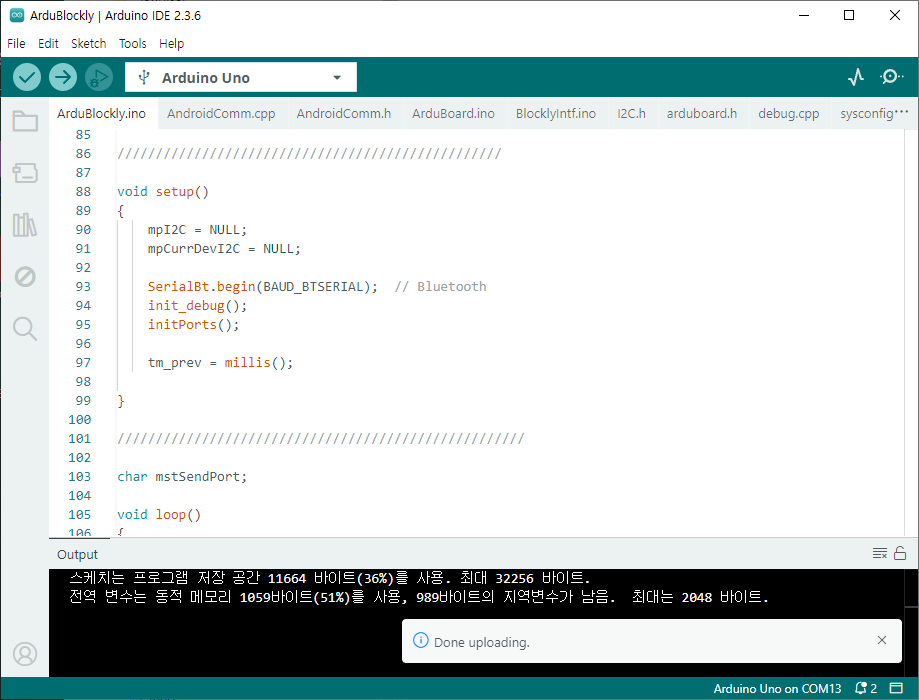 ArduBlockly | Arduino IDE 2.3.6
File Edit Sketch Tools Help
Arduino Uno
ArduBlockly.ino AndroidComm.cpp AndroidComm.h ArduBoard.ino BlocklyIntf.ino I2C.h arduboard.h debug.cpp sysconfig
85
86 //////////////////////////////////////////////////
87
88 void setup()
89 {
90 mpI2C = NULL;
91 mpCurrDevI2C = NULL;
92
93 SerialBt.begin(BAUD_BTSERIAL); // Bluetooth
94 init_debug();
95 initPorts();
96
97 tm_prev = millis();
98
99 }
100
101 /////////////////////////////////////////////////////
102
103 char mstSendPort;
104
105 void loop()
106 {
Output
스케치는 프로그램 저장 공간 11664 바이트(36%)를 사용. 최대 32256 바이트.
전역 변수는 동적 메모리 1059바이트(51%)를 사용, 989바이트의 지역변수가 남음. 최대는 2048 바이트.
Done uploading.
Arduino Uno on COM13 2